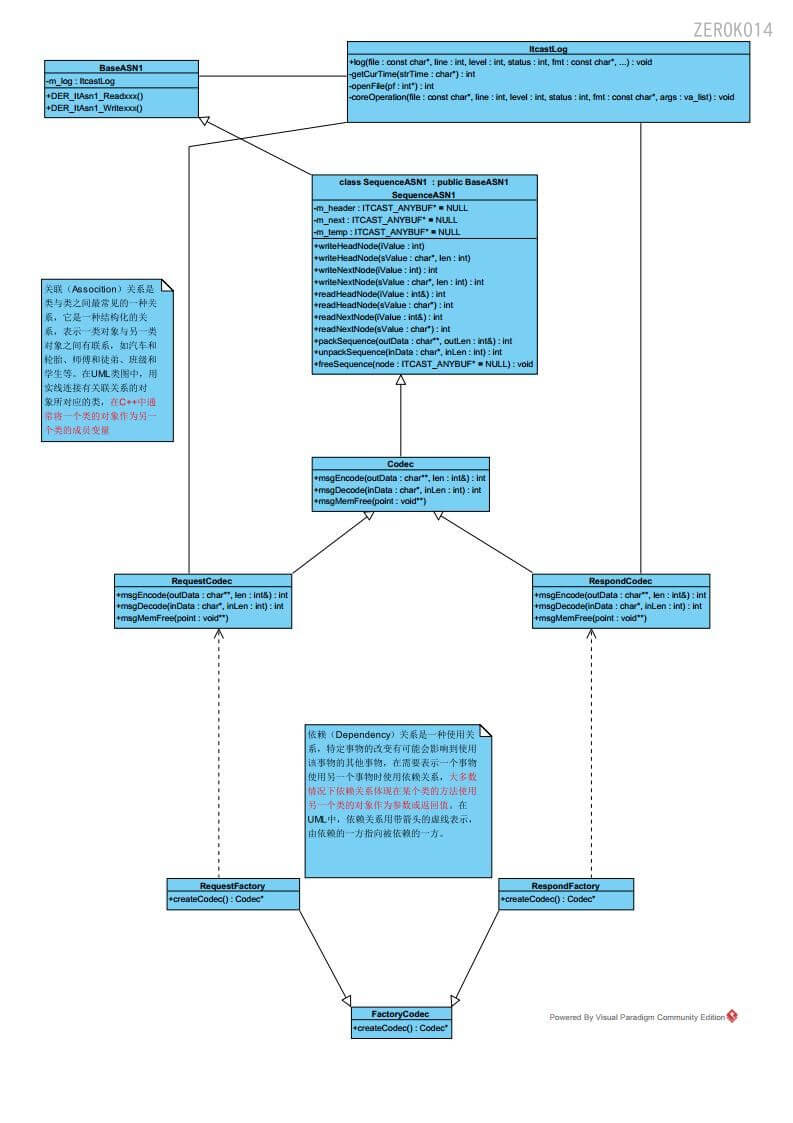 ZEROK014
ItcastLog
+log(file : const char*, line : int, level : int, status : int, fmt : const char*, ...) : void
-getCurTime(strTime : char*) : int
-openFile(pf : int*) : int
-coreOperation(file : const char*, line : int, level : int, status : int, fmt : const char*, args : va_list) : void
BaseASN1
-m_log : ItcastLog
+DER_ItAsn1_Readxxx()
+DER_ItAsn1_Writexxx()
class SequenceASN1 : public BaseASN1
SequenceASN1
-m_header : ITCAST_ANYBUF* = NULL
-m_next : ITCAST_ANYBUF* = NULL
-m_temp : ITCAST_ANYBUF* = NULL
+writeHeadNode(iValue : int)
+writeHeadNode(sValue : char*, len : int)
+writeNextNode(iValue : int) : int
+writeNextNode(sValue : char*, len : int) : int
+readHeadNode(iValue : int&) : int
+readHeadNode(sValue : char*) : int
+readNextNode(iValue : int&) : int
+readNextNode(sValue : char*) : int
+packSequence(outData : char**, outLen : int&) : int
+unpackSequence(inData : char*, inLen : int) : int
+freeSequence(node : ITCAST_ANYBUF* = NULL) : void
关联（Assocition）关系是
类与类之间最常见的一种关
系，它是一种结构化的关
系，表示一类对象与另一类
对象之间有联系，如汽车和
轮胎、师傅和徒弟、班级和
学生等。在UML类图中，用
实线连接有关联关系的对
象所对应的类，在C++中通
常将一个类的对象作为另一
个类的成员变量
Codec
+msgEncode(outData : char**, len : int&) : int
+msgDecode(inData : char*, inLen : int) : int
+msgMemFree(point : void**)
RequestCodec
+msgEncode(outData : char**, len : int&) : int
+msgDecode(inData : char*, inLen : int) : int
+msgMemFree(point : void**)
RespondCodec
+msgEncode(outData : char**, len : int&) : int
+msgDecode(inData : char*, inLen : int) : int
+msgMemFree(point : void**)
依赖（Dependency）关系是一种使用关
系，特定事物的改变有可能会影响到使用
该事物的其他事物，在需要表示一个事物
使用另一个事物时使用依赖关系，大多数
情况下依赖关系体现在某个类的方法使用
另一个类的对象作为参数或返回值。在
UML中，依赖关系用带箭头的虚线表示，
由依赖的一方指向被依赖的一方。
RequestFactory
+createCodec() : Codec*
RespondFactory
+createCodec() : Codec*
FactoryCodec
+createCodec() : Codec*
Powered By Visual Paradigm Community Edition